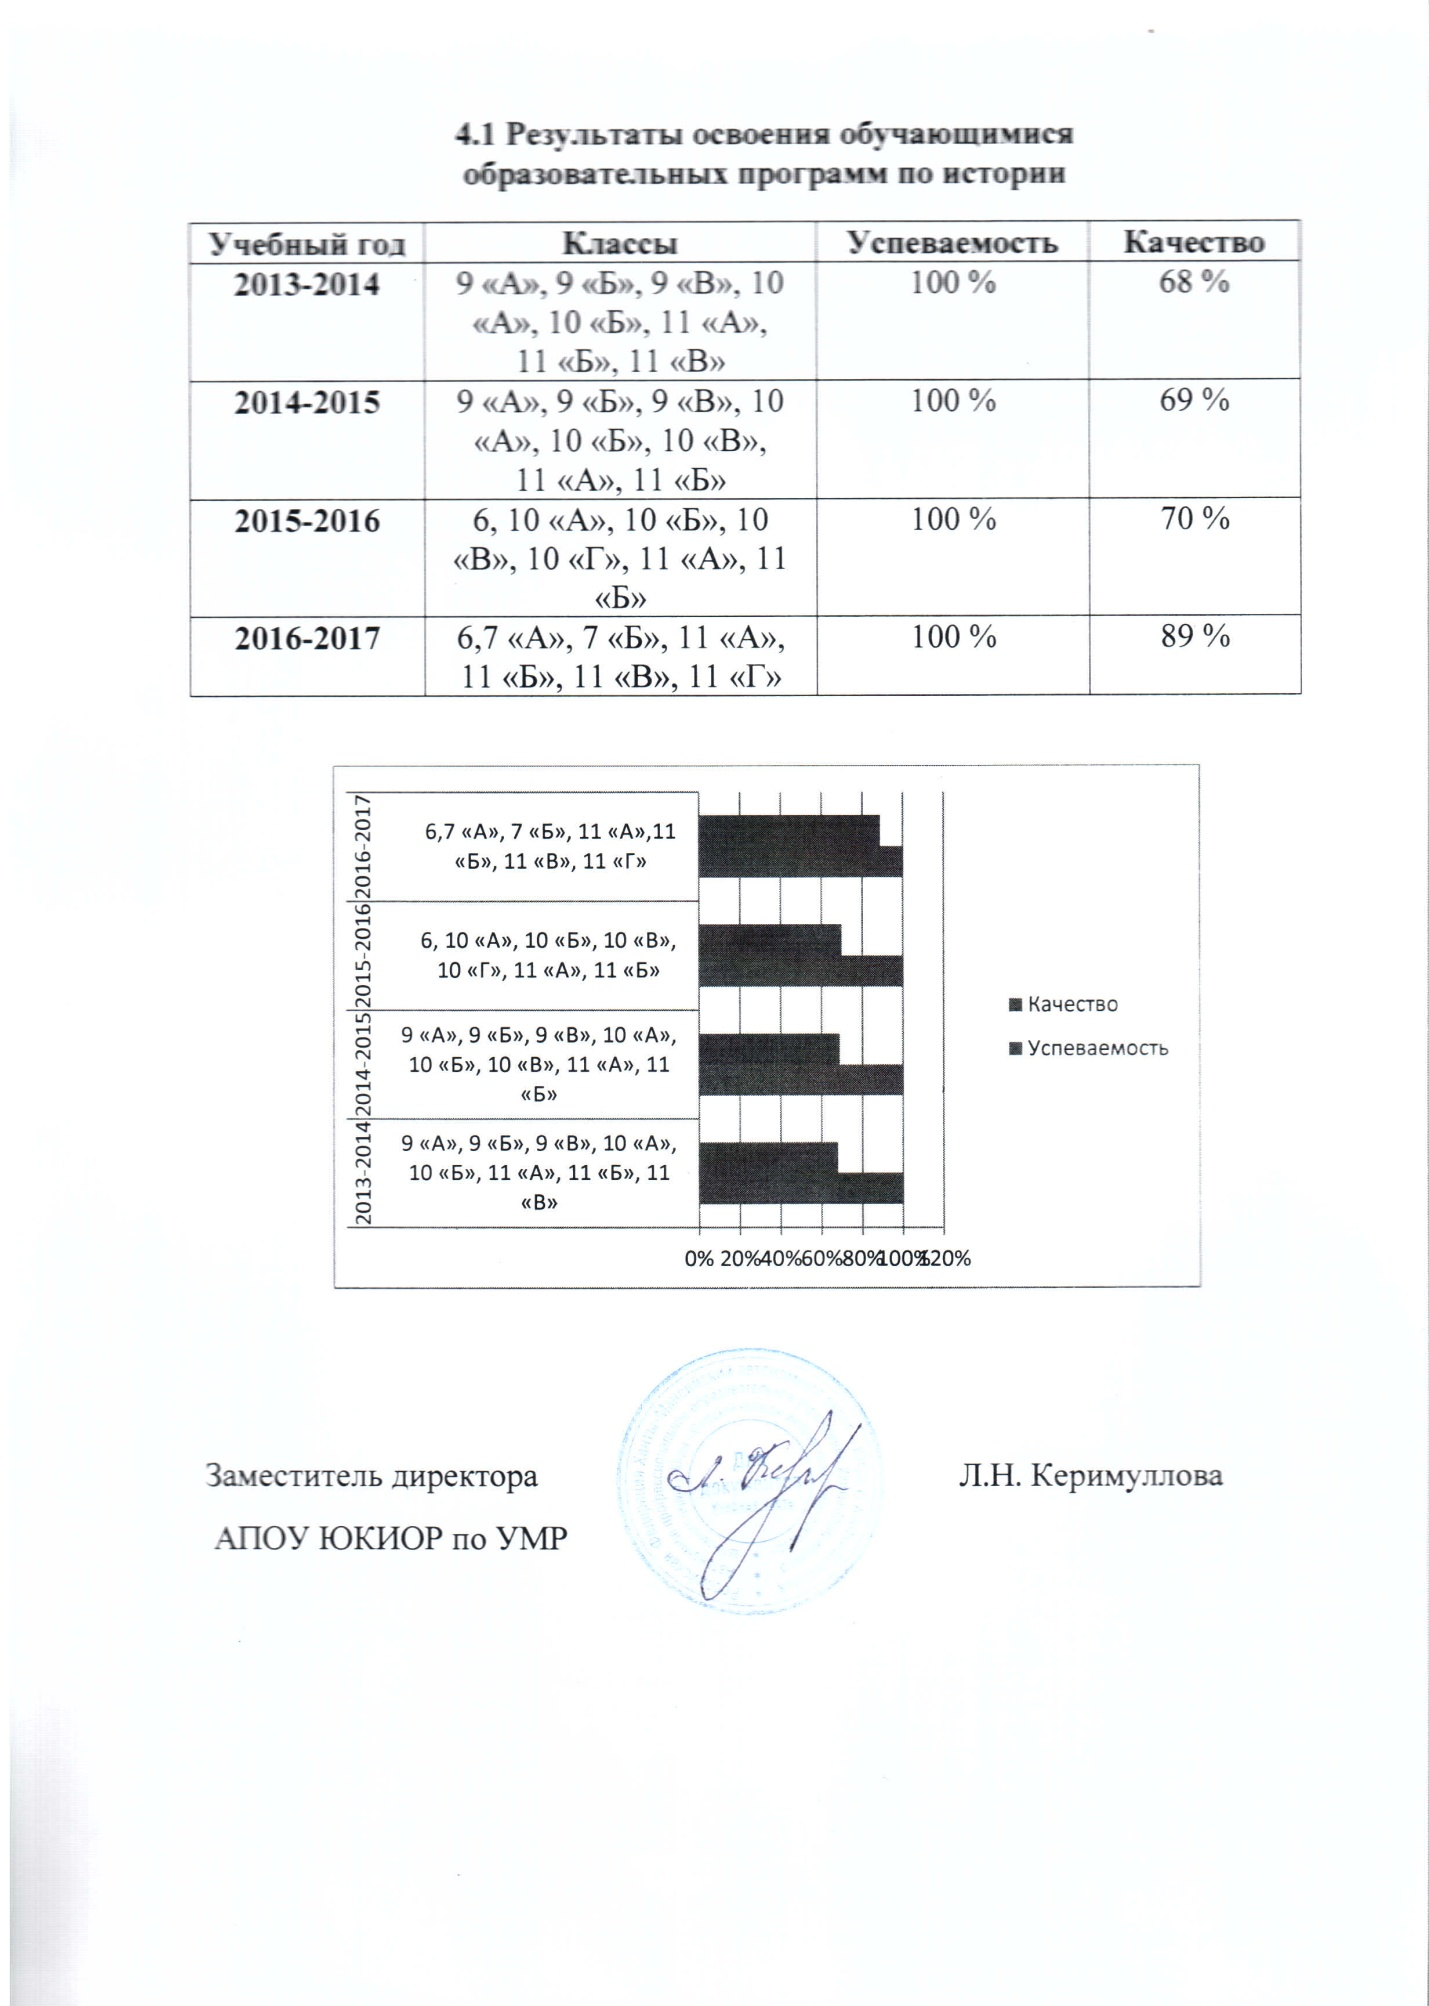 4.1 Результаты освоения обучающимися
образовательных программ по истории
Учебный год Классы Успеваемость Качество
2013-2014 9 «А», 9 «Б», 9 «В», 10 100 % 68 %
«А», 10 «Б», 11 «А»,
11 «Б», 11 «В»
2014-2015 9 «А», 9 «Б», 9 «В», 10 100 % 69 %
«А», 10 «Б», 10 «В»,
11 «А», 11 «Б»
2015-2016 6, 10 «А», 10 «Б», 10 100 % 70 %
«В», 10 «Г», 11 «А», 11
«Б»
2016-2017 6,7 «А», 7 «Б», 11 «А», 100 % 89 %
11 «Б», 11 «В», 11 «Г»
2016-2017
6,7 «А», 7 «Б», 11 «А»,11
«Б», 11 «В», 11 «Г»
2015-2016
6, 10 «А», 10 «Б», 10 «В»,
10 «Г», 11 «А», 11 «Б»
2014-2015
9 «А», 9 «Б», 9 «В», 10 «А»,
10 «Б», 10 «В», 11 «А», 11
«Б»
2013-2014
9 «А», 9 «Б», 9 «В», 10 «А»,
10 «Б», 11 «А», 11 «Б», 11
«В»
0% 20% 40% 60% 80% 100% 120%
Качество
Успеваемость
Заместитель директора Л.Н. Керимуллова
АПОУ ЮКИОР по УМР